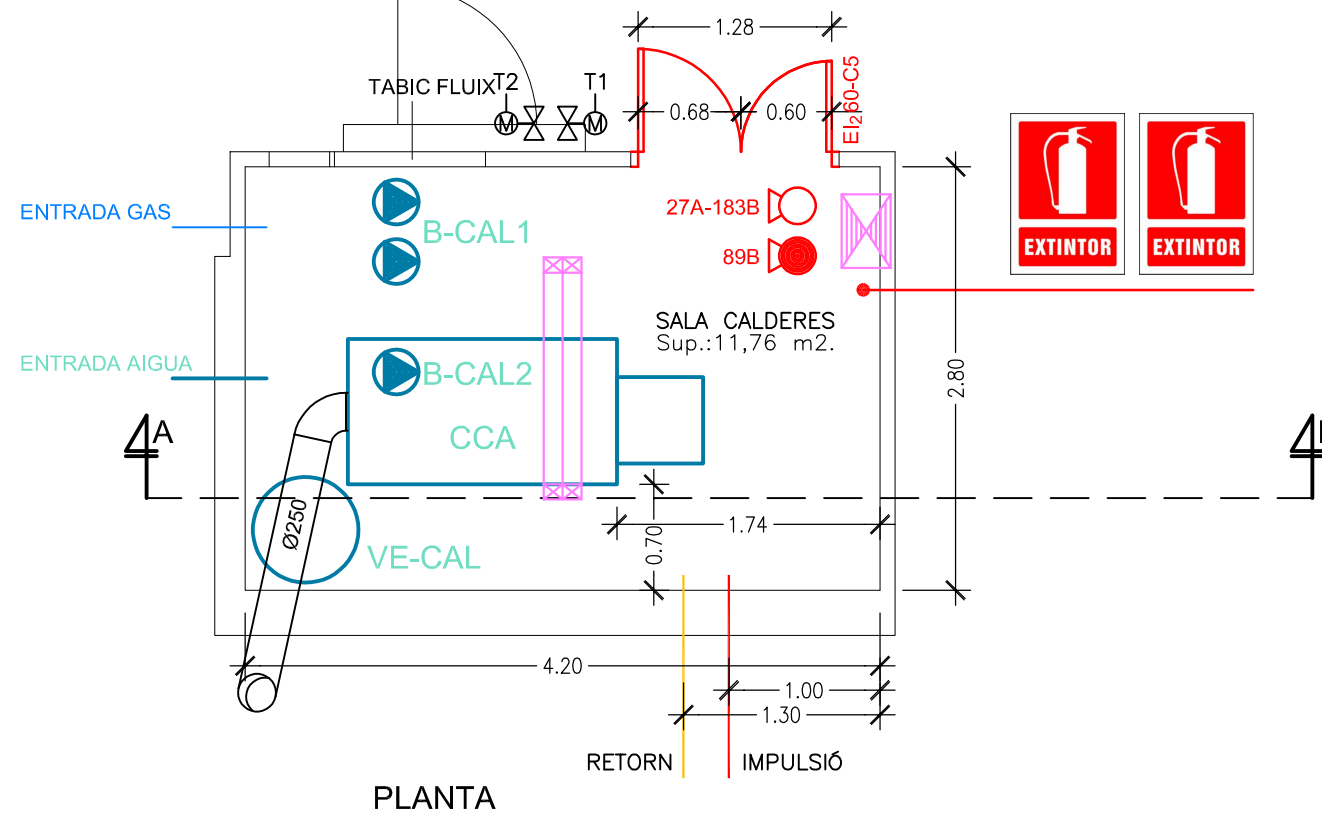 1.28
TABIC FLUIX
T2
T1
M
M
0.68
0.60
EI₂60-C5
EXTINTOR
EXTINTOR
ENTRADA GAS
B-CAL1
27A-183B
89B
SALA CALDERES
Sup.:11,76 m2.
ENTRADA AIGUA
B-CAL2
2.80
A
CCA
Ø250
VE-CAL
0.70
1.74
4.20
1.00
1.30
RETORN
IMPULSIÓ
PLANTA